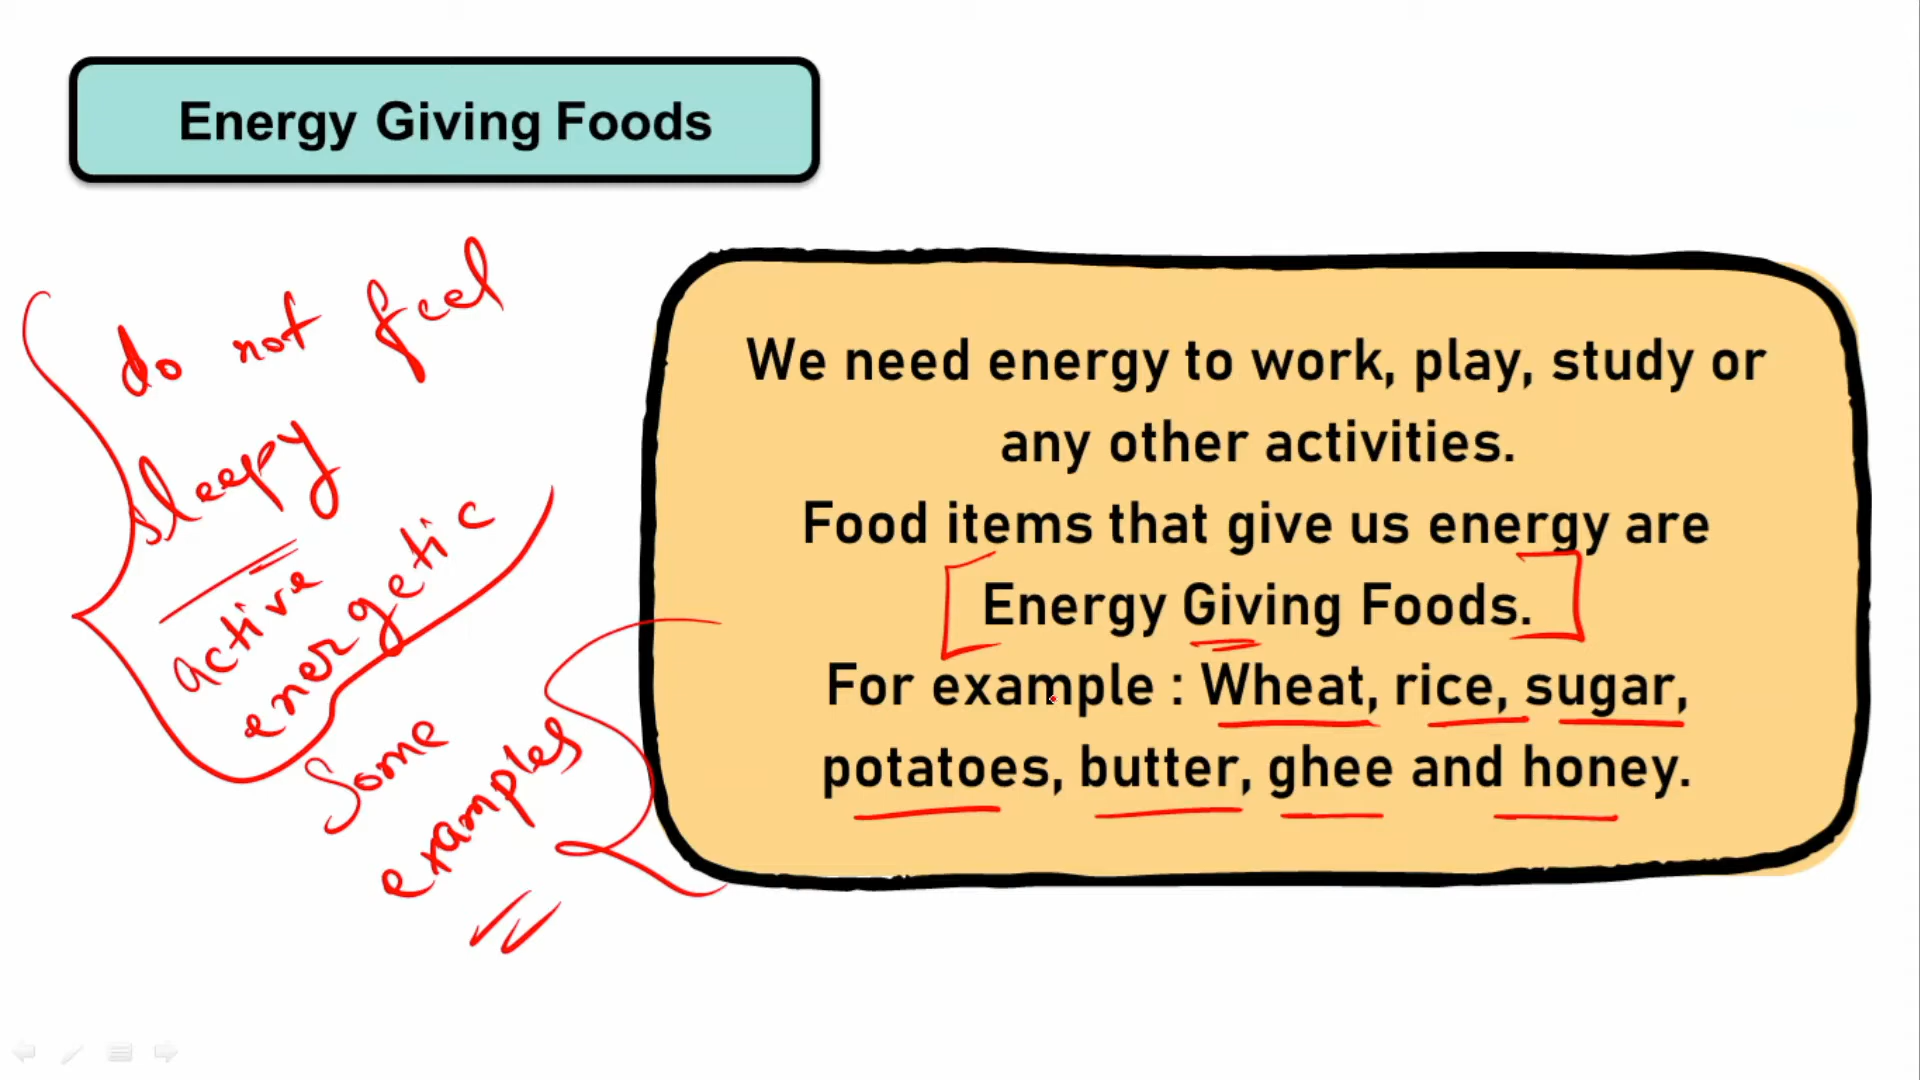 Energy Giving Foods
do not feel
sleepy
active
energetic
Some
examples
We need energy to work, play, study or
any other activities.
Food items that give us energy are
Energy Giving Foods.
For example : Wheat, rice, sugar,
potatoes, butter, ghee and honey.